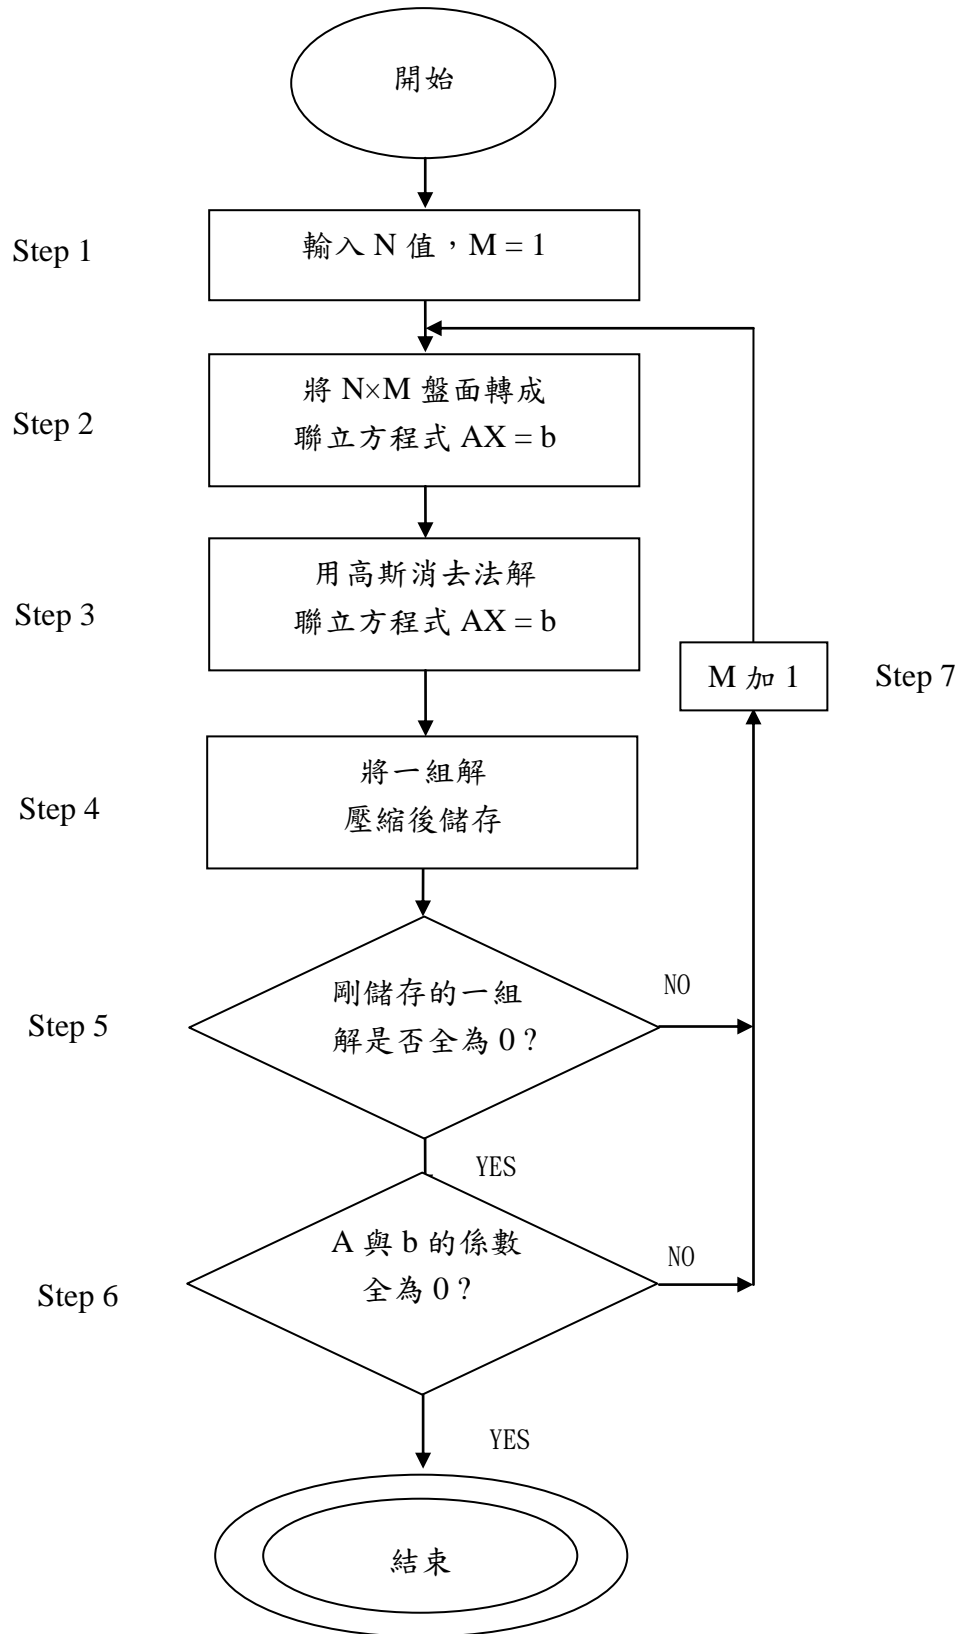 開始
Step 1
輸入 N 值，M = 1
Step 2
將 N×M 盤面轉成
聯立方程式 AX = b
Step 3
用高斯消去法解
聯立方程式 AX = b
M 加 1
Step 7
Step 4
將一組解
壓縮後儲存
Step 5
剛儲存的一組
解是否全為 0？
NO
YES
Step 6
A 與 b 的係數
全為 0？
NO
YES
結束